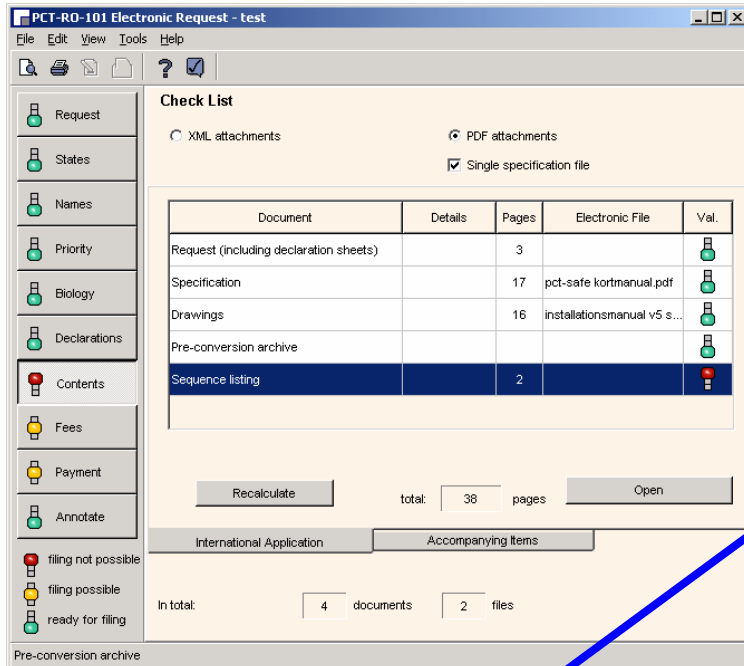 PCT-RO-101 Electronic Request - test
File Edit View Tools Help
Request
States
Names
Priority
Biology
Declarations
Contents
Fees
Payment
Annotate
filing not possible
filing possible
ready for filing
Check List
XML attachments PDF attachments
Single specification file
Document Details Pages Electronic File Val.
Request (including declaration sheets) 3
Specification 17 pct-safe kortmanual.pdf
Drawings 16 installationsmanual v5 s...
Pre-conversion archive
Sequence listing 2
Recalculate total: 38 pages Open
International Application Accompanying Items
In total: 4 documents 2 files
Pre-conversion archive